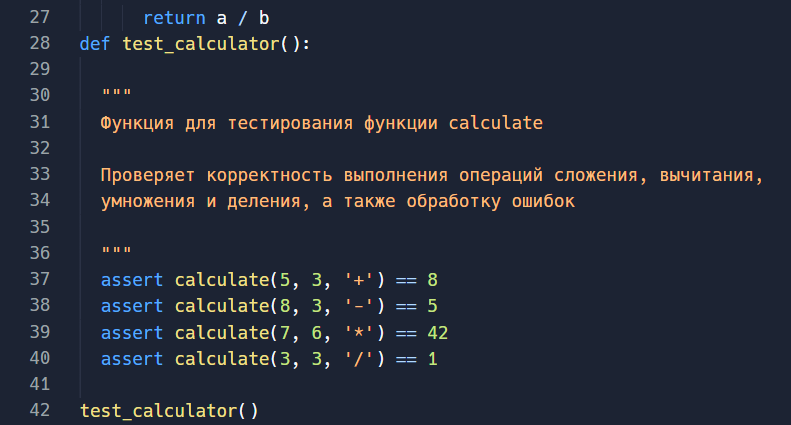 27 return a / b
28 def test_calculator():
29
30 """
31 Функция для тестирования функции calculate
32
33 Проверяет корректность выполнения операций сложения, вычитания,
34 умножения и деления, а также обработку ошибок
35
36 """
37 assert calculate(5, 3, '+') == 8
38 assert calculate(8, 3, '-') == 5
39 assert calculate(7, 6, '*') == 42
40 assert calculate(3, 3, '/') == 1
41
42 test_calculator()